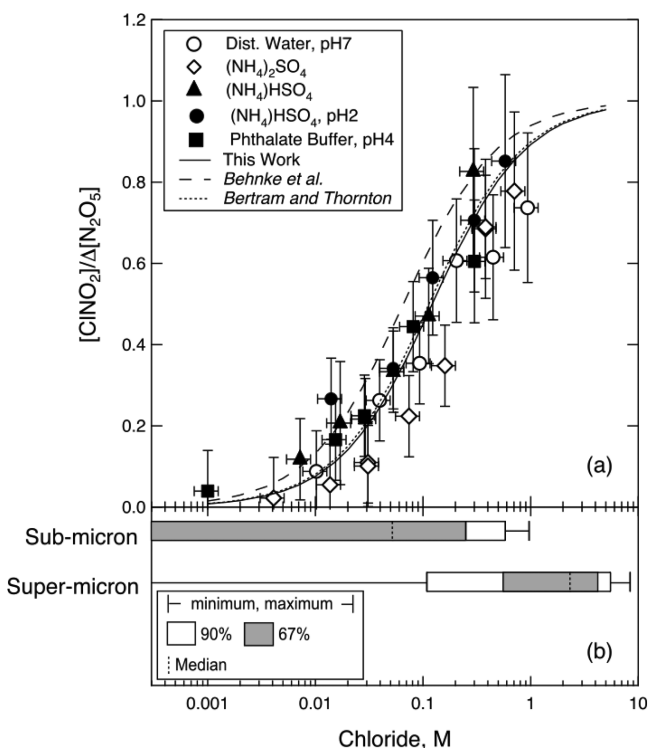 1.2
1.0
0.8
0.6
0.4
0.2
0.0
[ClNO2]/Δ[N2O5]
Dist. Water, pH7
(NH4)2SO4
(NH4)HSO4
(NH4)HSO4, pH2
Phthalate Buffer, pH4
This Work
Behnke et al.
Bertram and Thornton
(a)
Sub-micron
Super-micron
minimum, maximum
90% 67%
Median
(b)
0.001 0.01 0.1 1 10
Chloride, M